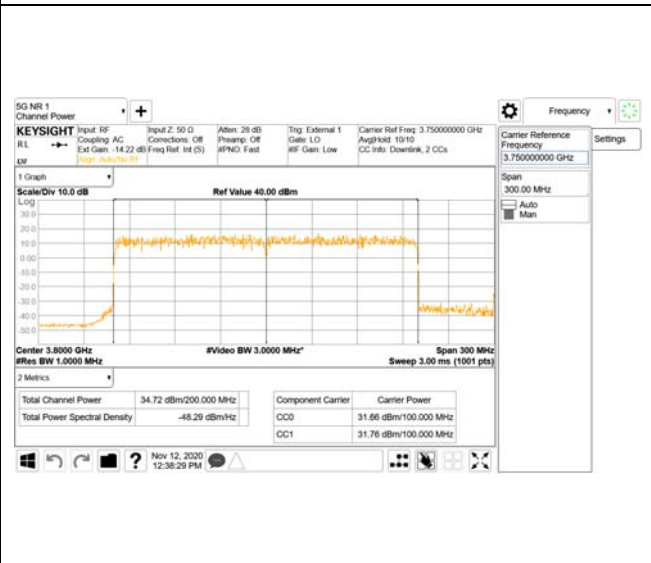 5G NR 1
Channel Power
Frequency
KEYSIGHT Input: RF Input Z: 50 Ω Atten: 28 dB Trig: External 1 Carrier Ref Freq: 3.750000000 GHz
RL Coupling: AC Corrections: Off Preamp: Off Gate: LO Avg|Hold: 10/10
Ext Gain: -14.22 dB Freq Ref: Int (S) #PNO: Fast #IF Gain: Low CC Info: Downlink, 2 CCs
Align: Auto/No RF
Carrier Reference
Frequency
3.750000000 GHz
Settings
Span
300.00 MHz
Auto
Man
1 Graph
Scale/Div 10.0 dB Ref Value 40.00 dBm
Log
30.0
20.0
10.0
0.00
-10.0
-20.0
-30.0
-40.0
-50.0
Center 3.8000 GHz #Video BW 3.0000 MHz* Span 300 MHz
#Res BW 1.0000 MHz Sweep 3.00 ms (1001 pts)
2 Metrics
Total Channel Power 34.72 dBm/200.000 MHz
Total Power Spectral Density -48.29 dBm/Hz
Component Carrier Carrier Power
CC0 31.66 dBm/100.000 MHz
CC1 31.76 dBm/100.000 MHz
? Nov 12, 2020
12:38:29 PM